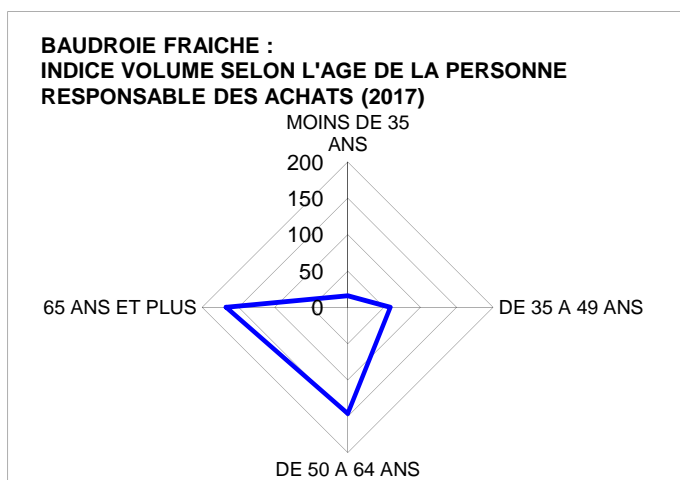 BAUDROIE FRAICHE :
INDICE VOLUME SELON L'AGE DE LA PERSONNE
RESPONSABLE DES ACHATS (2017)
MOINS DE 35
ANS
200
150
100
50
0
65 ANS ET PLUS
DE 35 A 49 ANS
DE 50 A 64 ANS